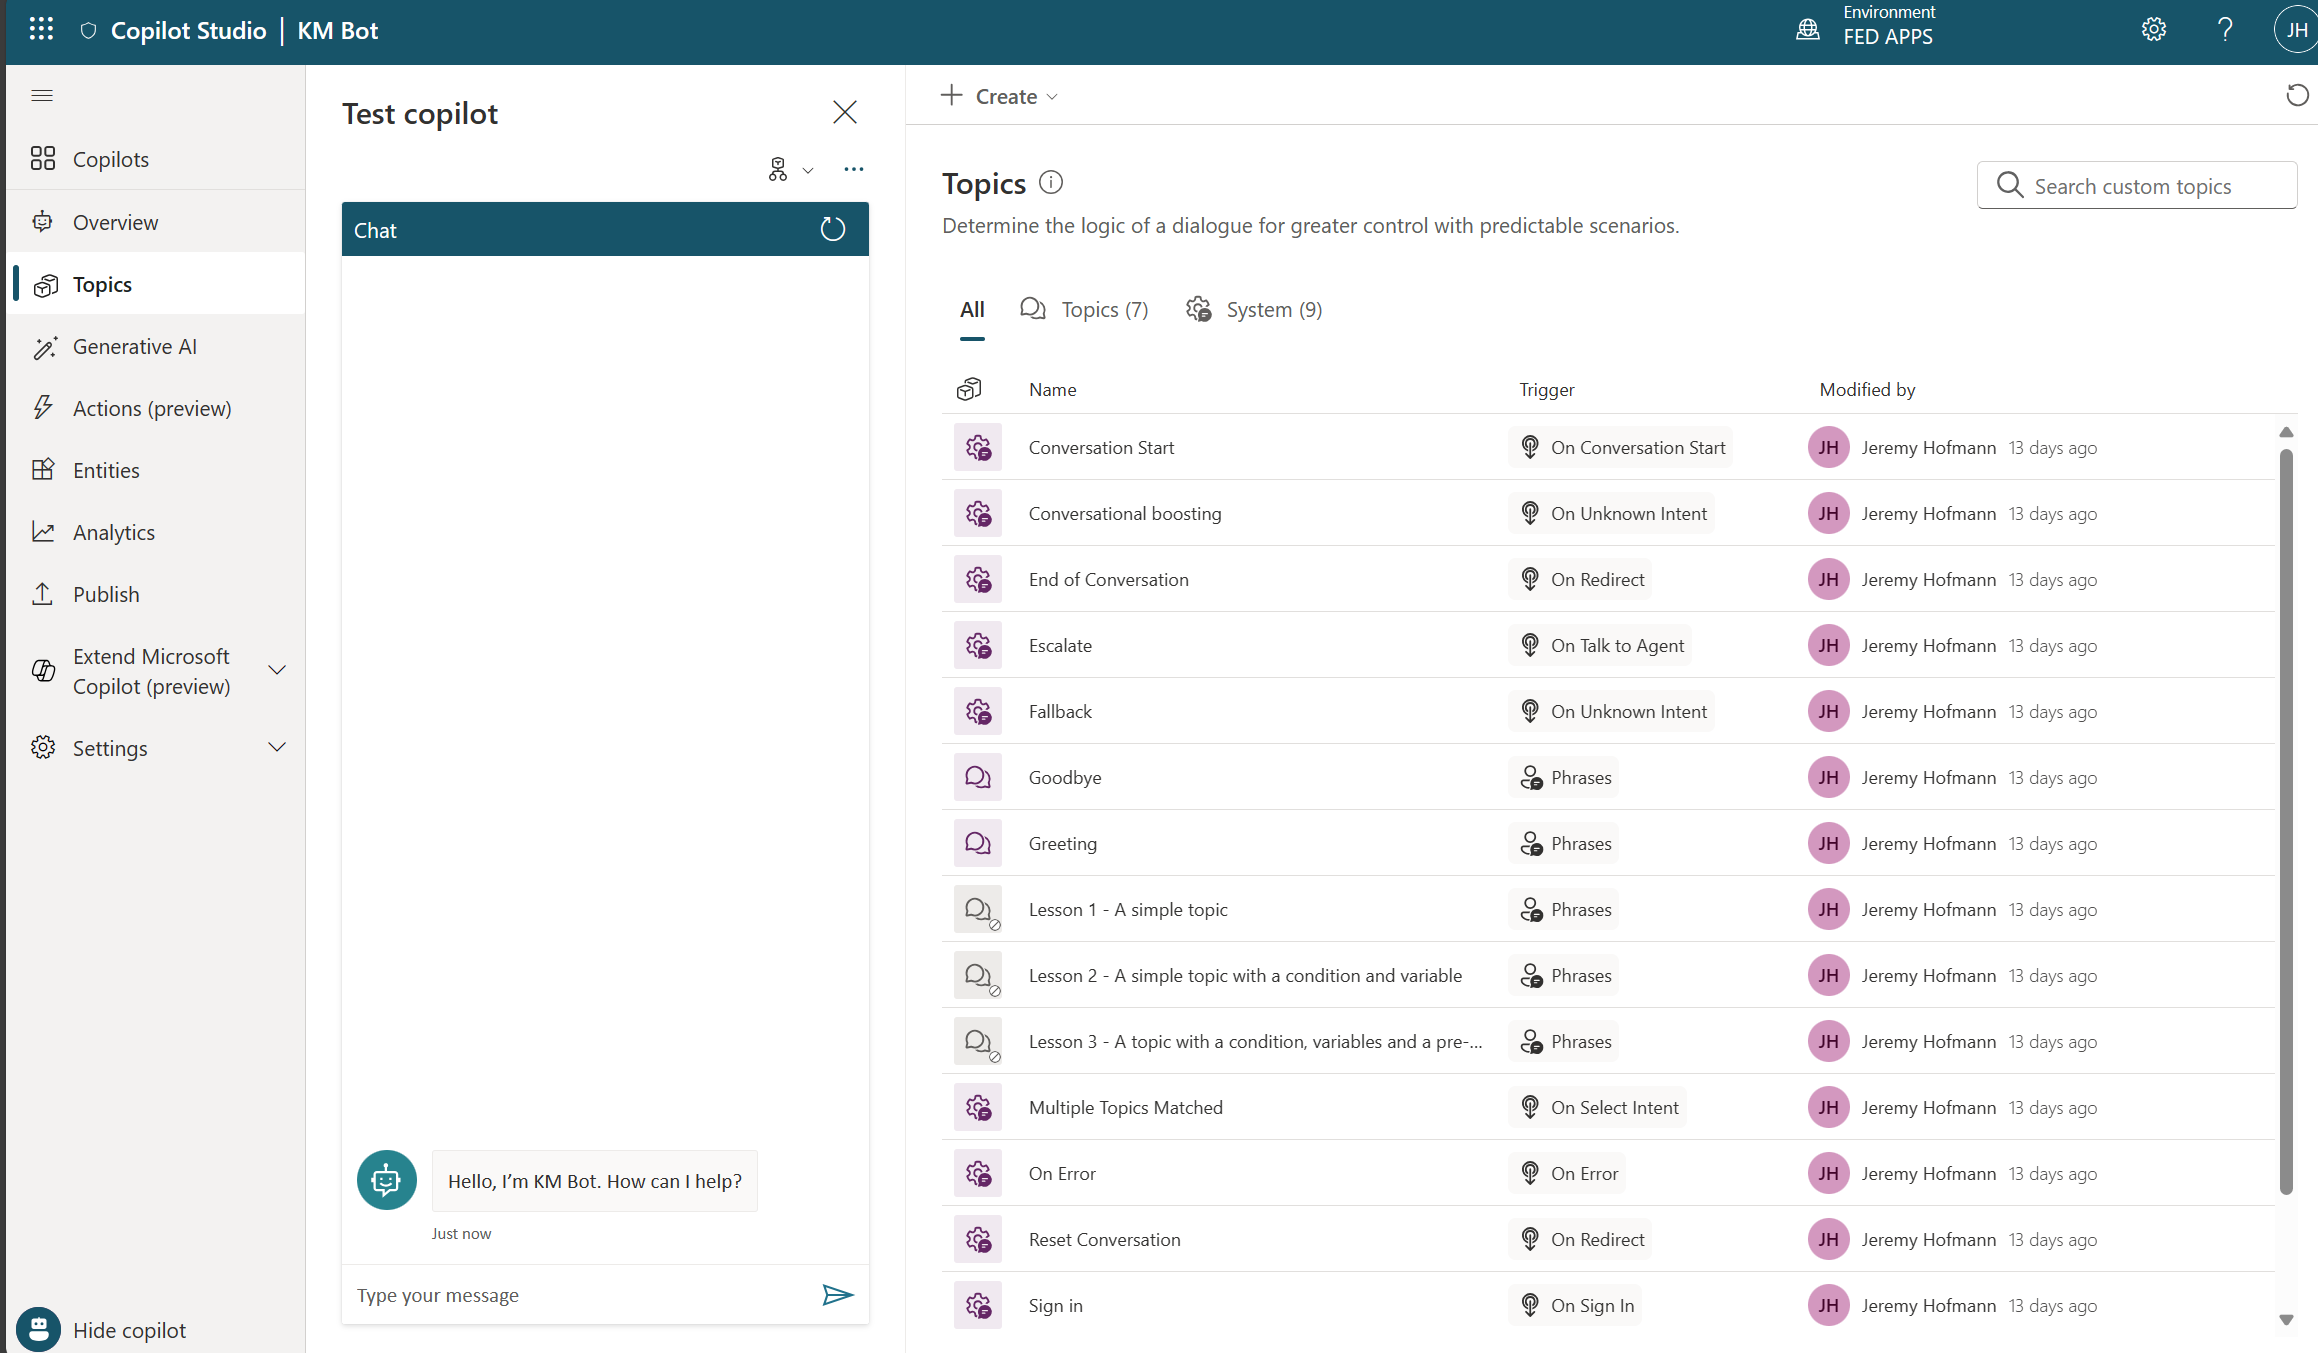 Copilot Studio | KM Bot
Environment
FED APPS
JH
Copilots
Overview
Topics
Generative AI
Actions (preview)
Entities
Analytics
Publish
Extend Microsoft
Copilot (preview)
Settings
Hide copilot
Test copilot
Chat
Hello, I’m KM Bot. How can I help?
Just now
Type your message
Create
Topics
Search custom topics
Determine the logic of a dialogue for greater control with predictable scenarios.
All Topics (7) System (9)
Name Trigger Modified by
Conversation Start On Conversation Start JH Jeremy Hofmann 13 days ago
Conversational boosting On Unknown Intent JH Jeremy Hofmann 13 days ago
End of Conversation On Redirect JH Jeremy Hofmann 13 days ago
Escalate On Talk to Agent JH Jeremy Hofmann 13 days ago
Fallback On Unknown Intent JH Jeremy Hofmann 13 days ago
Goodbye Phrases JH Jeremy Hofmann 13 days ago
Greeting Phrases JH Jeremy Hofmann 13 days ago
Lesson 1 - A simple topic Phrases JH Jeremy Hofmann 13 days ago
Lesson 2 - A simple topic with a condition and variable Phrases JH Jeremy Hofmann 13 days ago
Lesson 3 - A topic with a condition, variables and a pre-... Phrases JH Jeremy Hofmann 13 days ago
Multiple Topics Matched On Select Intent JH Jeremy Hofmann 13 days ago
On Error On Error JH Jeremy Hofmann 13 days ago
Reset Conversation On Redirect JH Jeremy Hofmann 13 days ago
Sign in On Sign In JH Jeremy Hofmann 13 days ago